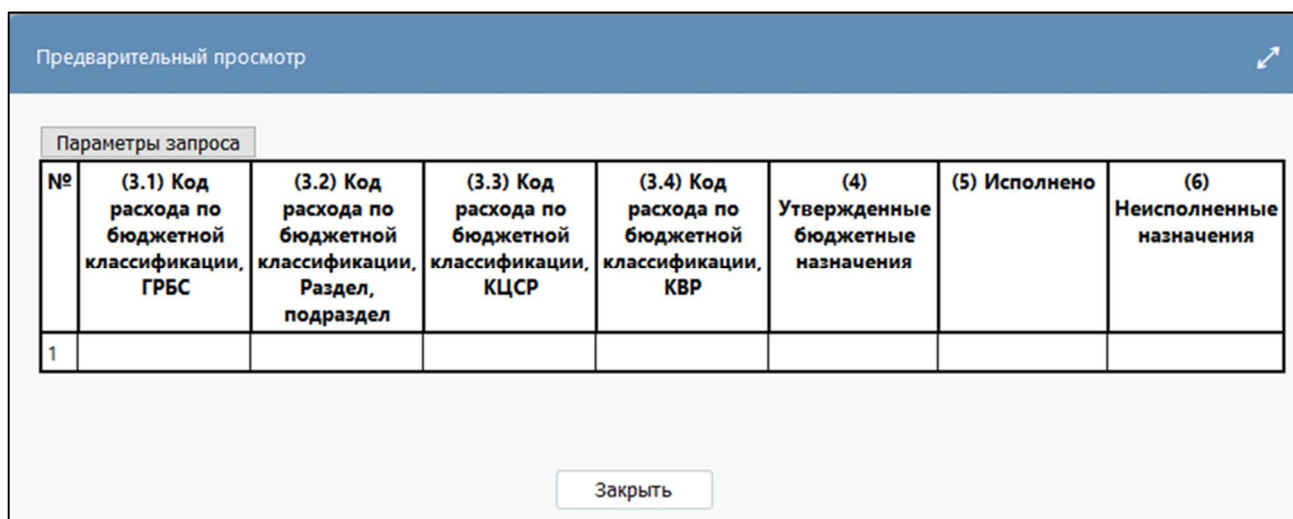 Предварительный просмотр
Параметры запроса
№
(3.1) Код
расхода по
бюджетной
классификации,
ГРБС
(3.2) Код
расхода по
бюджетной
классификации,
Раздел,
подраздел
(3.3) Код
расхода по
бюджетной
классификации,
КЦСР
(3.4) Код
расхода по
бюджетной
классификации,
КВР
(4)
Утвержденные
бюджетные
назначения
(5) Исполнено
(6)
Неисполненные
назначения
1
Закрыть